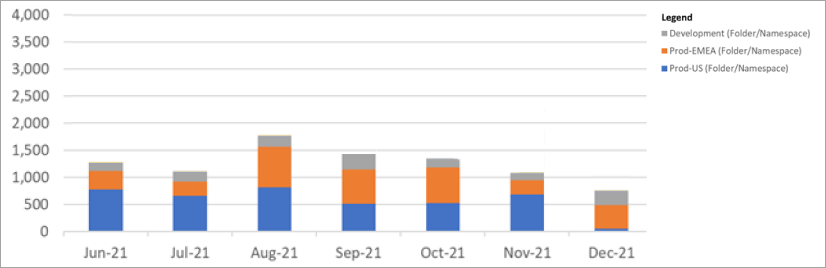 4,000
3,500
3,000
2,500
2,000
1,500
1,000
500
0
Jun-21 Jul-21 Aug-21 Sep-21 Oct-21 Nov-21 Dec-21
Legend
Development (Folder/Namespace)
Prod-EMEA (Folder/Namespace)
Prod-US (Folder/Namespace)